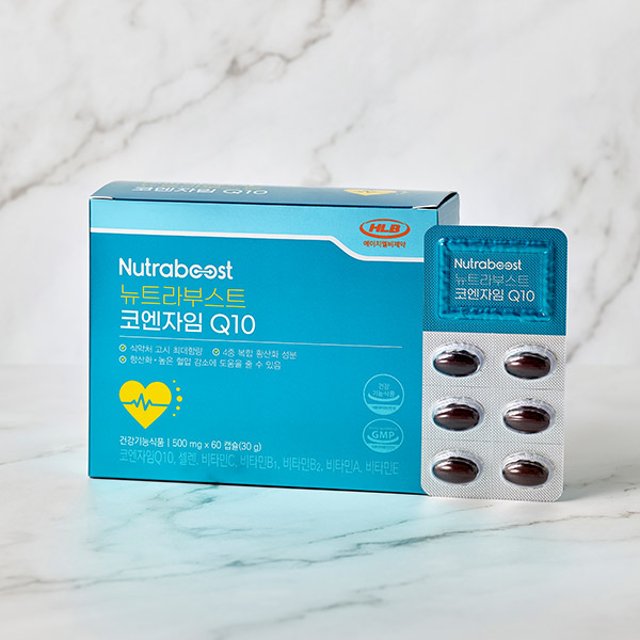 코엔자임 Q10
HLB
에이치엘비제약
Nutraboost
뉴트라부스트
코엔자임 Q10
식약처 고시 최대함량 4중 복합 항산화 성분
항산화•높은 혈압 감소에 도움을 줄 수 있음
건강
기능식품
GMP
건강기능식품 | 500 mg x 60 캡슐(30 g)
코엔자임Q10, 셀렌, 비타민C, 비타민B1, 비타민B2, 비타민A, 비타민E
Nutraboost
뉴트라부스트
코엔자임 Q10